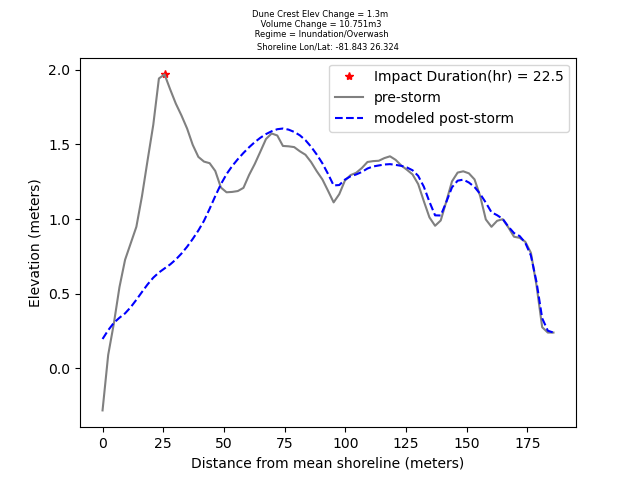 Dune Crest Elev Change = 1.3m
Volume Change = 10.751m3
Regime = Inundation/Overwash
Shoreline Lon/Lat: -81.843 26.324
Impact Duration(hr) = 22.5
pre-storm
modeled post-storm
2.0
1.5
1.0
0.5
0.0
Elevation (meters)
0 25 50 75 100 125 150 175
Distance from mean shoreline (meters)